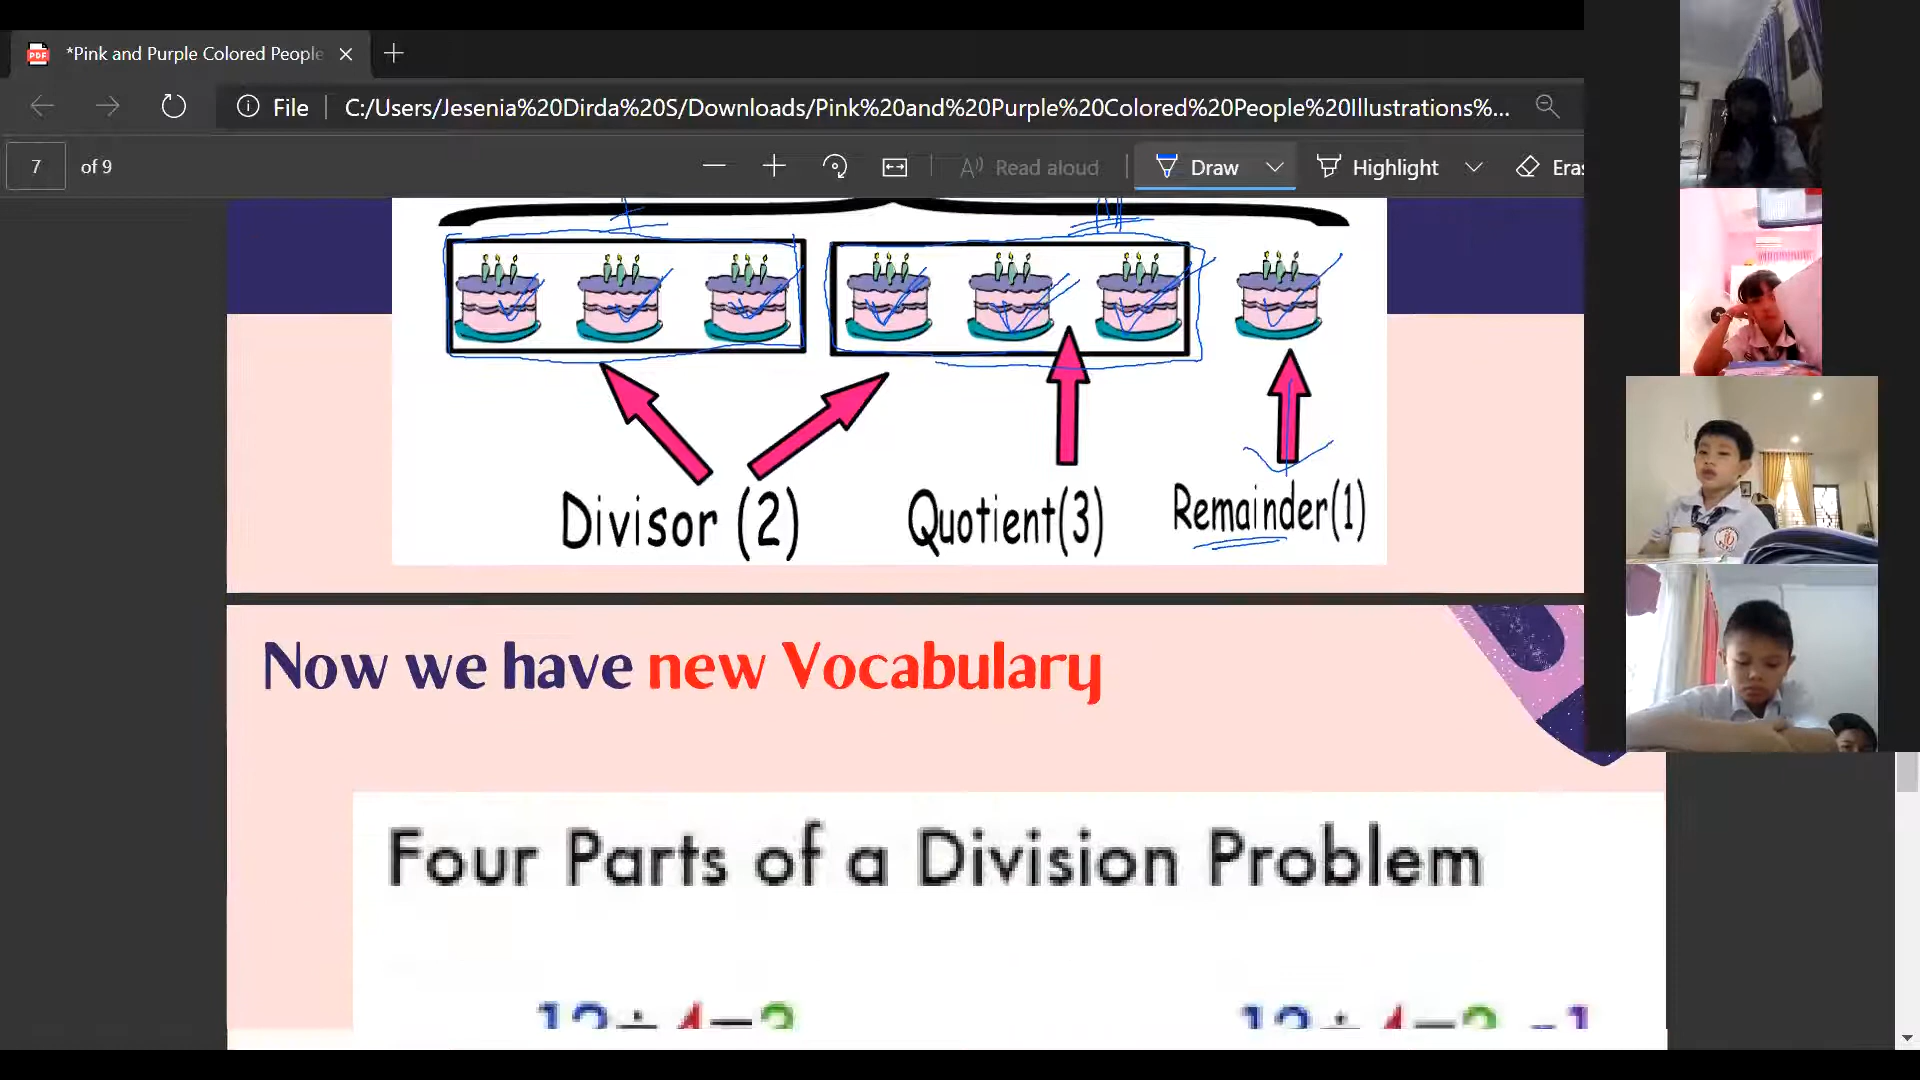 *Pink and Purple Colored People
File
C:/Users/Jesenia%20Dirda%20S/Downloads/Pink%20and%20Purple%20Colored%20People%20Illustrations%...
7 of 9
Read aloud
Draw
Highlight
Eras
Divisor (2)
Quotient(3)
Remainder(1)
Now we have new Vocabulary
Four Parts of a Division Problem